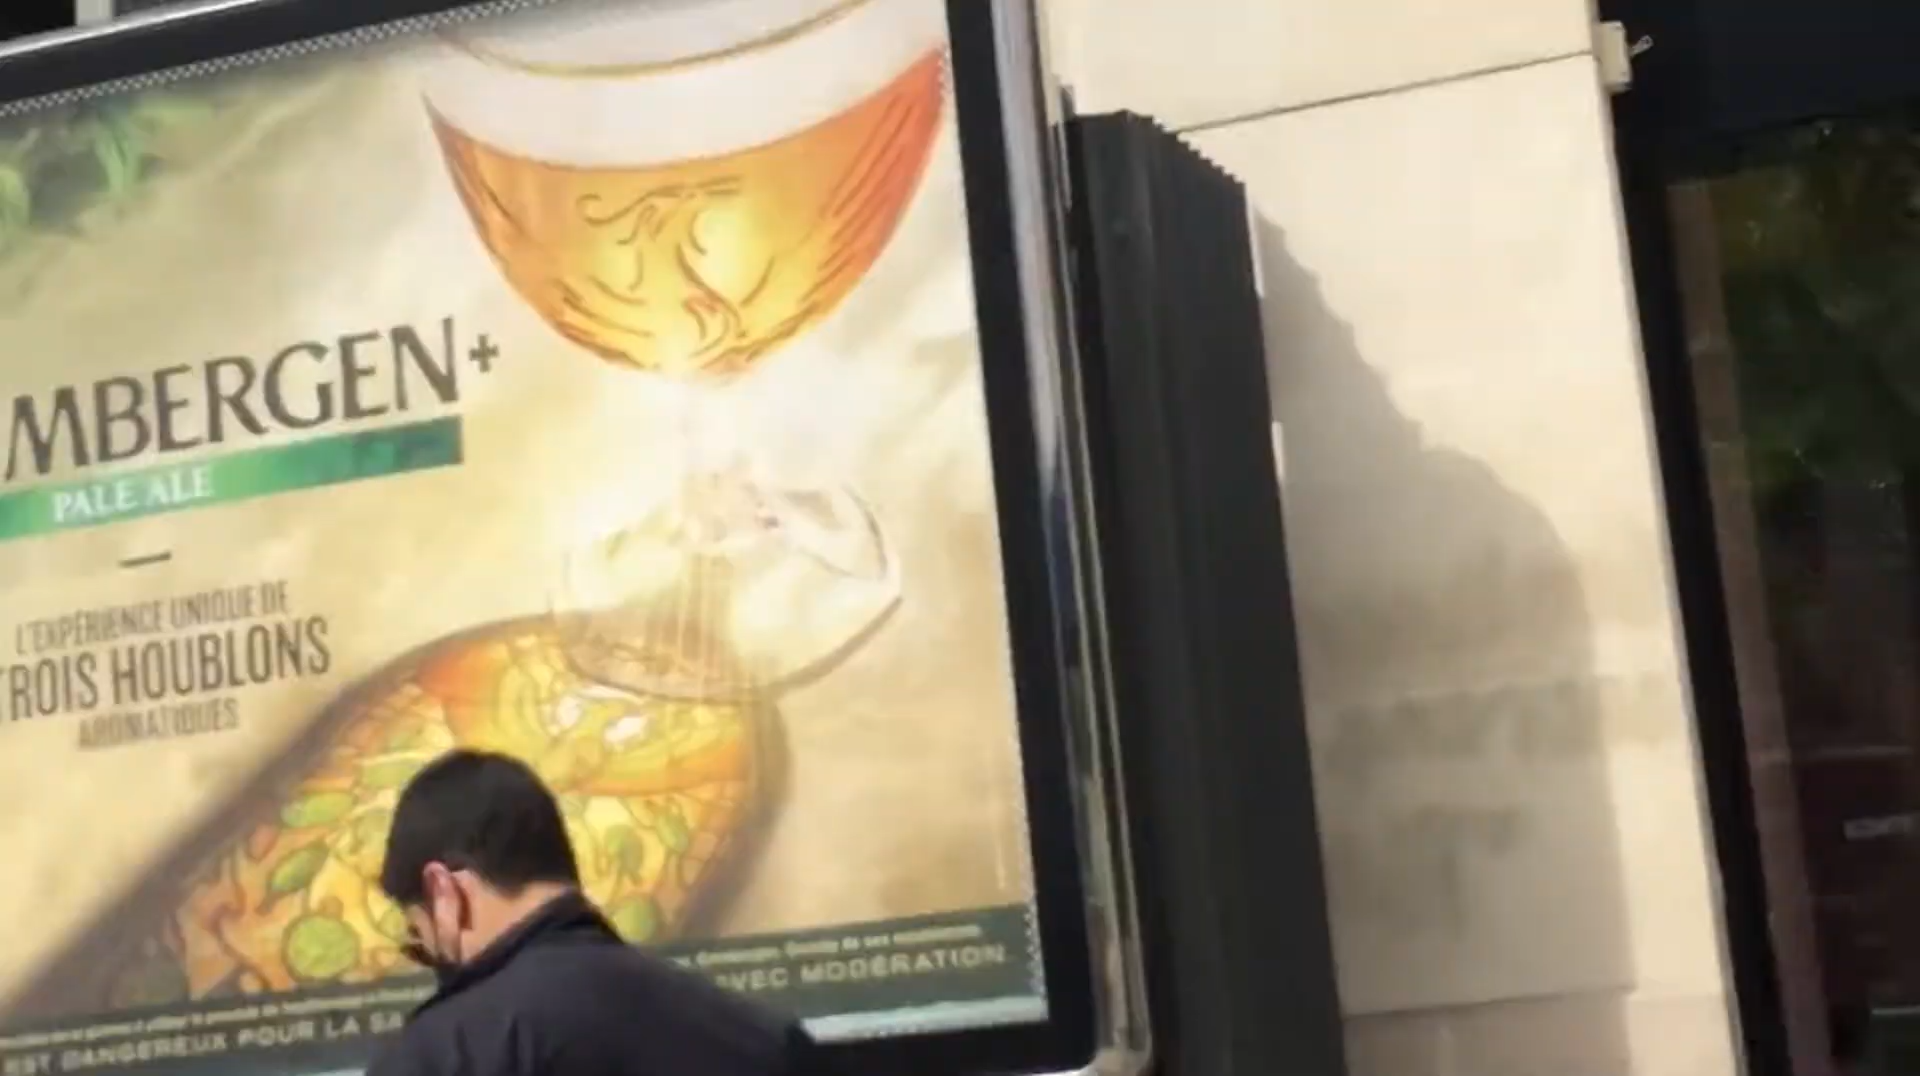 MBERGEN+
PALE ALE
L'EXPÉRIENCE UNIQUE DE
TROIS HOUBLONS
AROMATIQUES
EST DANGEREUX POUR LA SA
AVEC MODÉRATION.